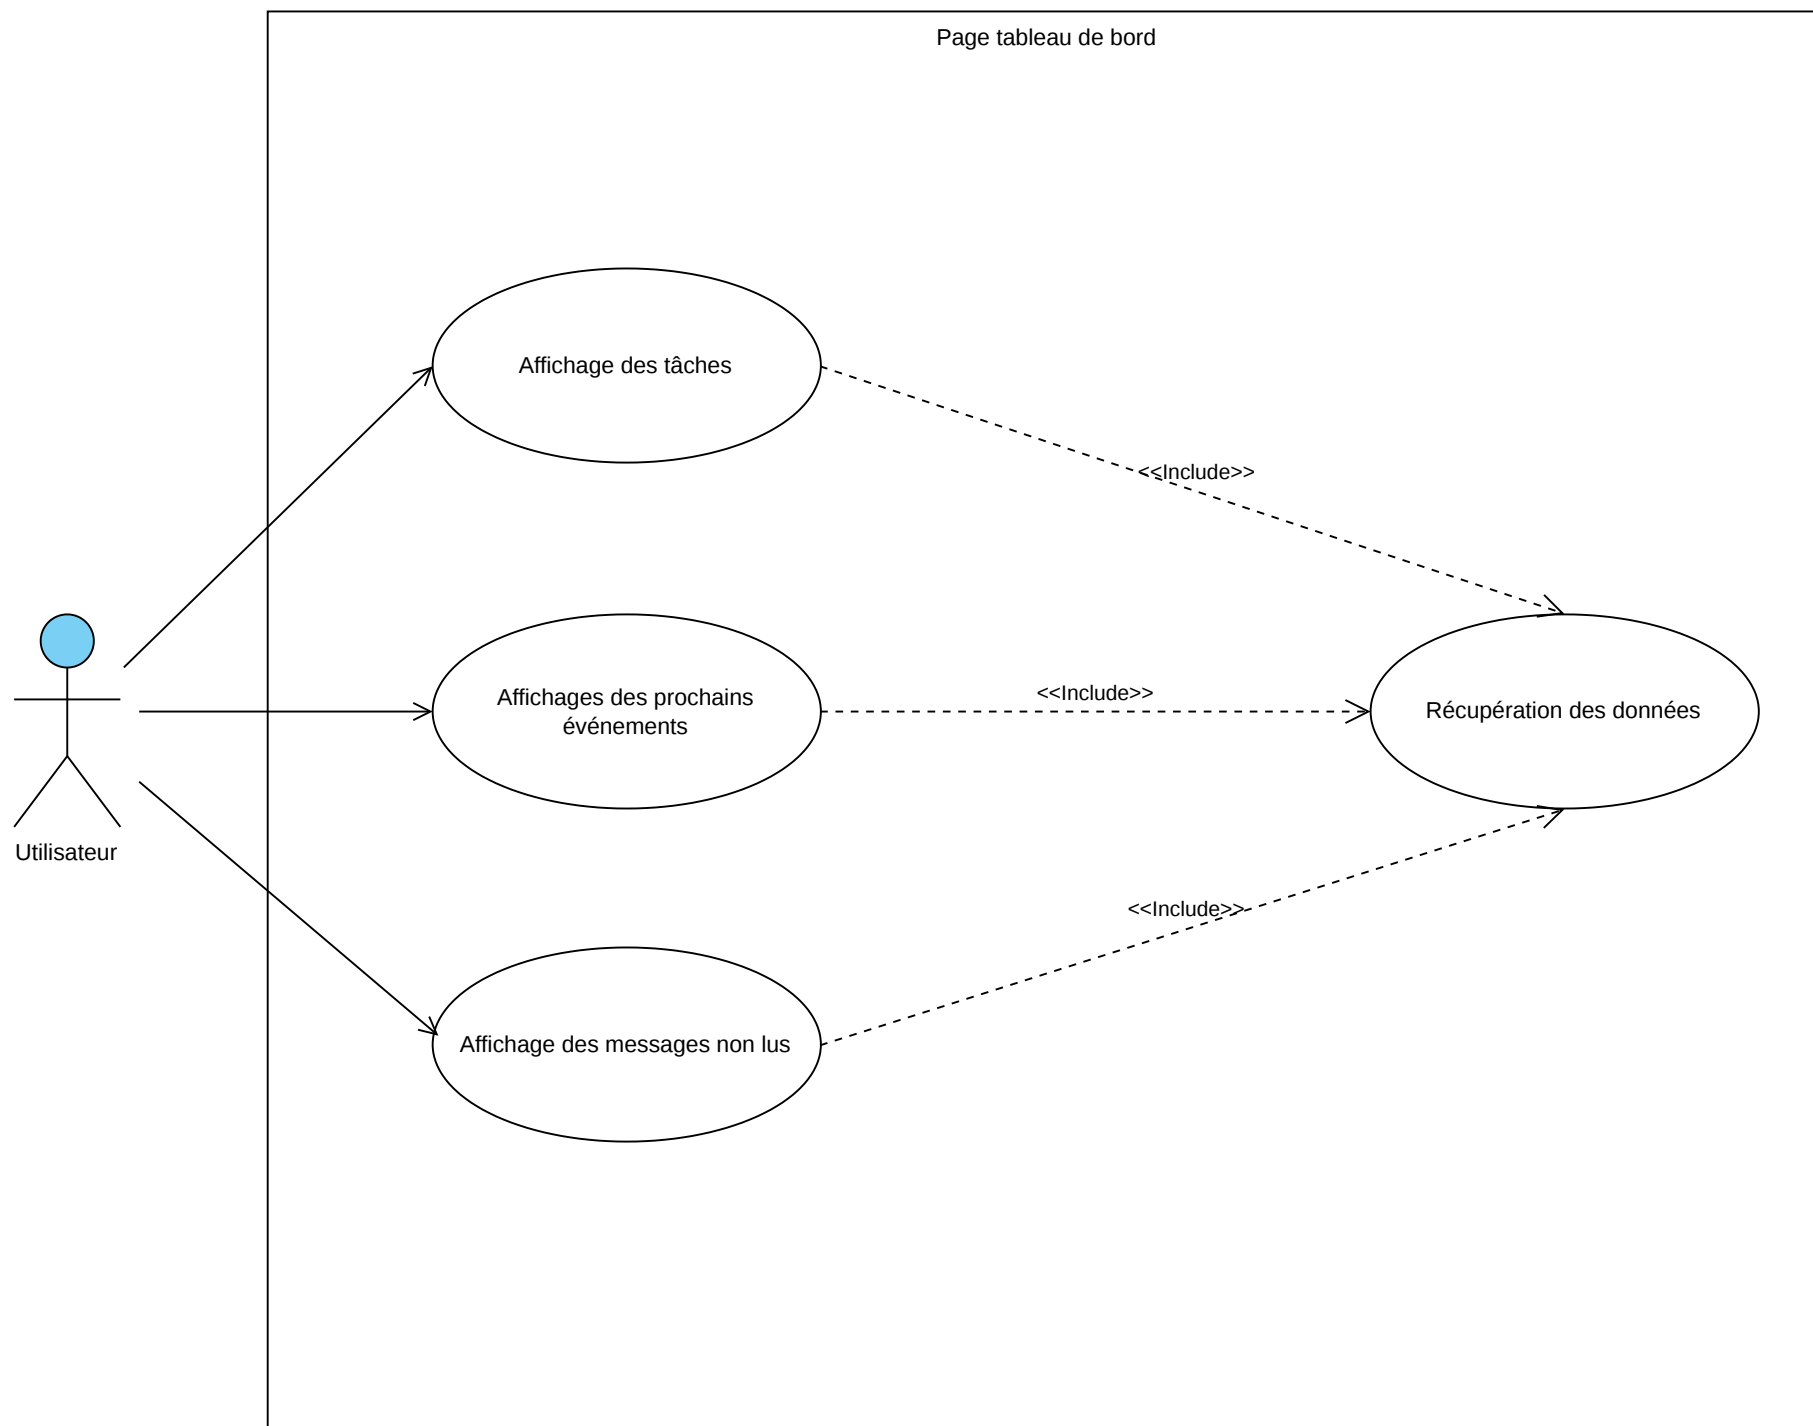 Page tableau de bord
Affichage des tâches
<<Include>>
Affichages des prochains
événements
<<Include>>
Récupération des données
Utilisateur
<<Include>>
Affichage des messages non lus